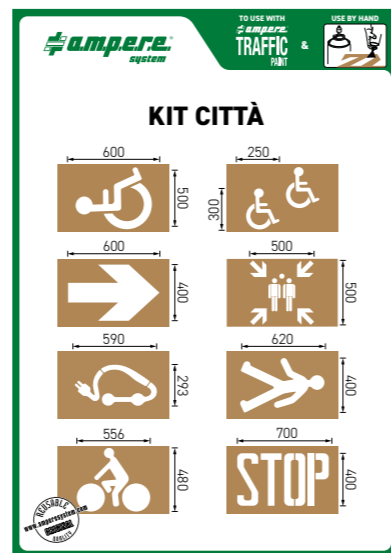 a.m.p.e.r.e.®
system
TO USE WITH
ampere
TRAFFIC
PAINT
&
USE BY HAND
KIT CITTÀ
600
500
250
300
600
400
500
500
590
293
620
400
556
480
700
400
STOP
REUSABLE
www.amperesystem.com
ORIGINAL
QUALITY